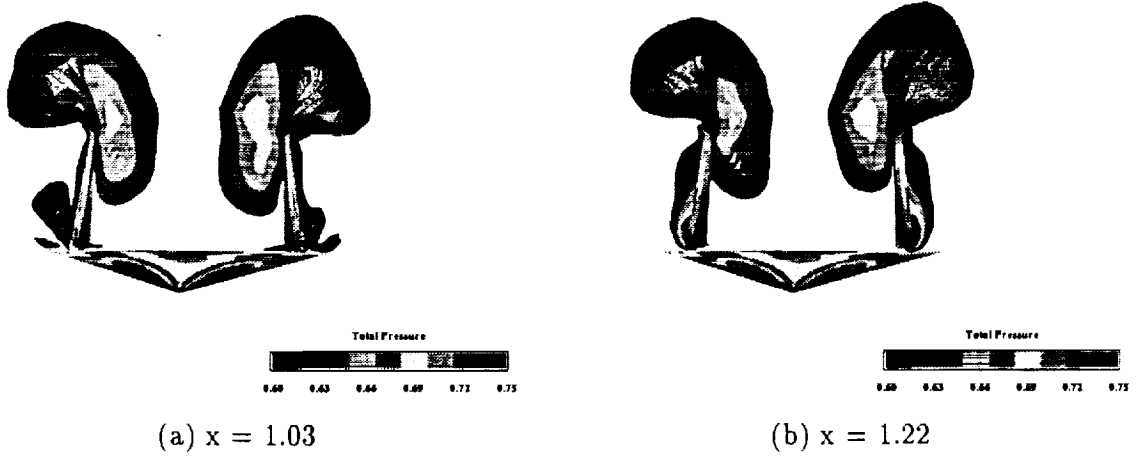 Total Pressure
0.60 0.63 0.66 0.69 0.72 0.75
(a) x = 1.03
Total Pressure
0.60 0.63 0.66 0.69 0.72 0.75
(b) x = 1.22